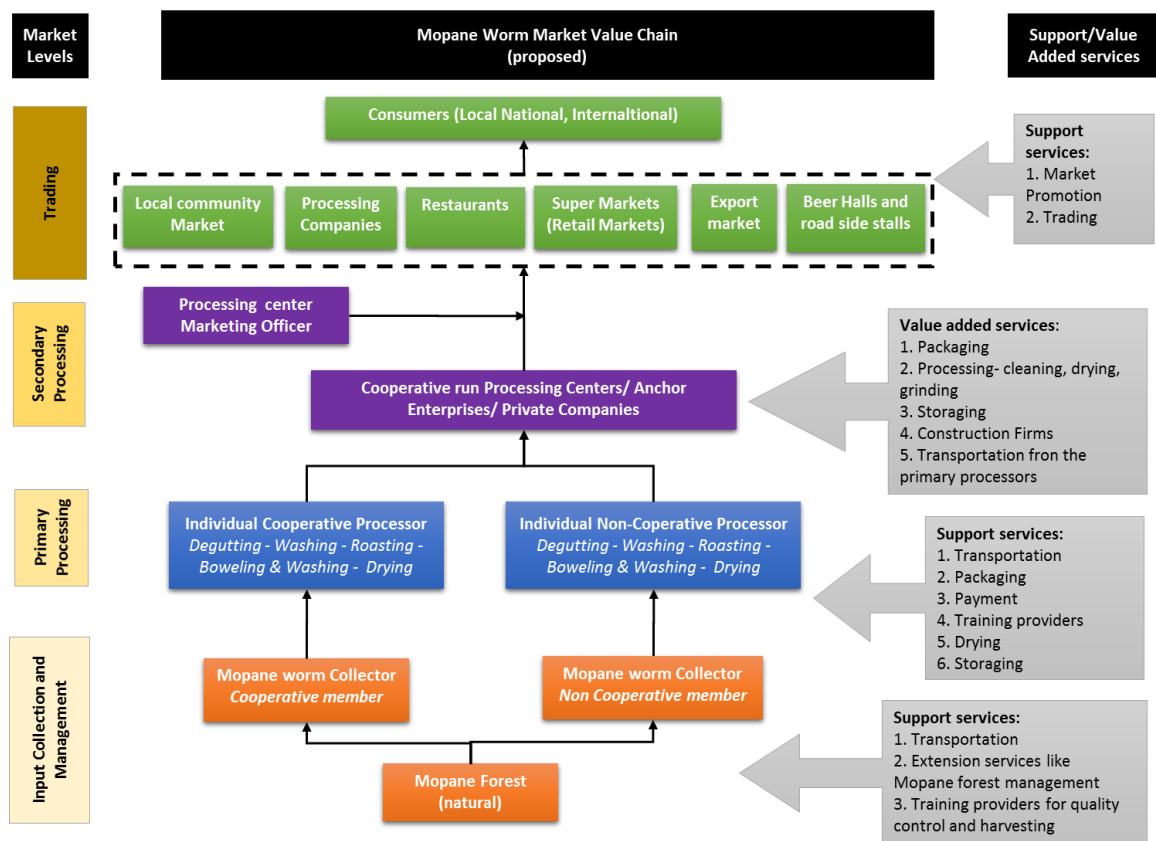 Market
Levels
Mopane Worm Market Value Chain
(proposed)
Support/Value
Added services
Trading
Consumers (Local National, Internaltional)
Local community
Market
Processing
Companies
Restaurants
Super Markets
(Retail Markets)
Export
market
Beer Halls and
road side stalls
Support
services:
1. Market
Promotion
2. Trading
Secondary
Processing
Processing center
Marketing Officer
Cooperative run Processing Centers/ Anchor
Enterprises/ Private Companies
Value added services:
1. Packaging
2. Processing- cleaning, drying,
grinding
3. Storaging
4. Construction Firms
5. Transportation fron the
primary processors
Primary
Processing
Individual Cooperative Processor
Degutting - Washing - Roasting -
Boweling & Washing - Drying
Individual Non-Coperative Processor
Degutting - Washing - Roasting -
Boweling & Washing - Drying
Support services:
1. Transportation
2. Packaging
3. Payment
4. Training providers
5. Drying
6. Storaging
Input Collection and
Management
Mopane worm Collector
Cooperative member
Mopane worm Collector
Non Cooperative member
Mopane Forest
(natural)
Support services:
1. Transportation
2. Extension services like
Mopane forest management
3. Training providers for quality
control and harvesting